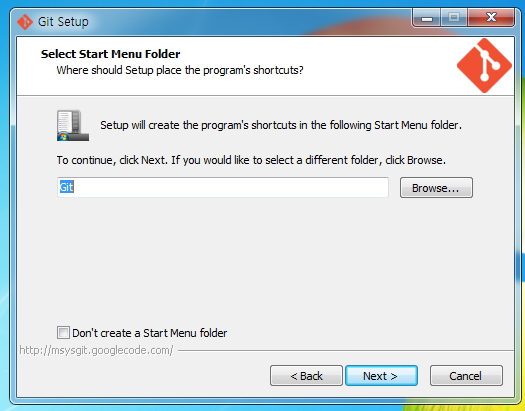 Git Setup
Select Start Menu Folder
Where should Setup place the program's shortcuts?
Setup will create the program's shortcuts in the following Start Menu folder.
To continue, click Next. If you would like to select a different folder, click Browse.
Git
Browse...
Don't create a Start Menu folder
http://msysgit.googlecode.com/
< Back
Next >
Cancel